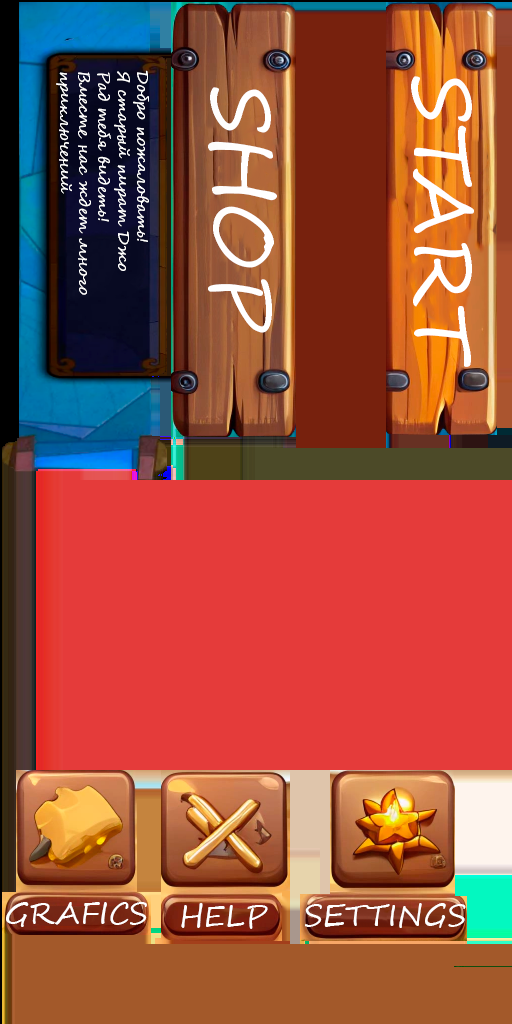 Добро пожаловать!
Я старый пират Джо
Рад тебя видеть!
Вместе нас ждет много
приключений
SHOP
START
GRAFICS
HELP
SETTINGS